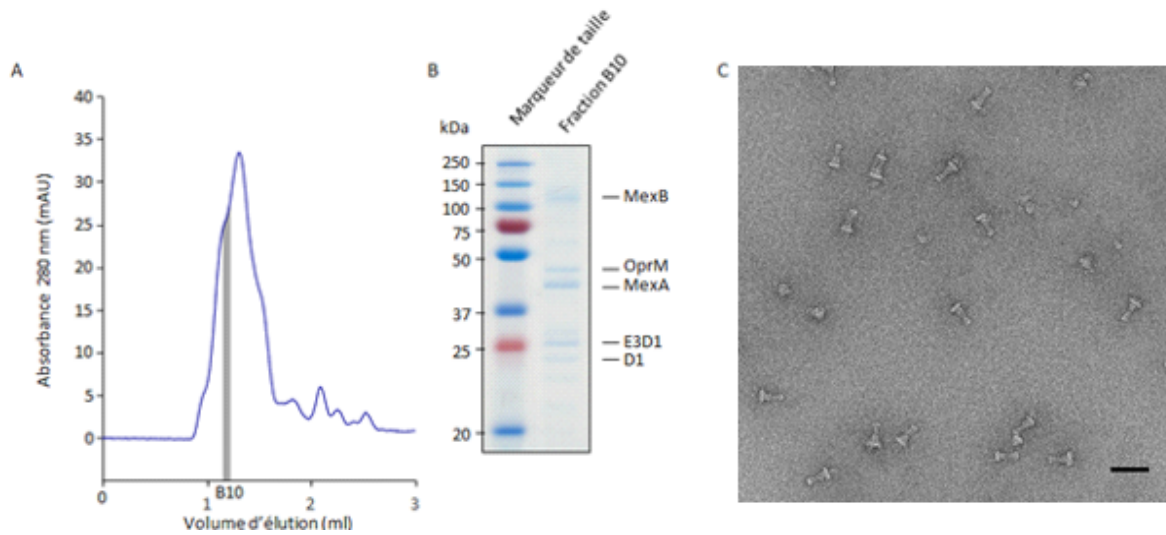 A
Absorbance 280 nm (mAU)
40
35
30
25
20
15
10
5
0
0
1
2
3
B10
Volume d'élution (ml)
B
Marqueur de taille
Fraction B10
kDa
250
150
100
75
50
37
25
20
MexB
OprM
MexA
E3D1
D1
C